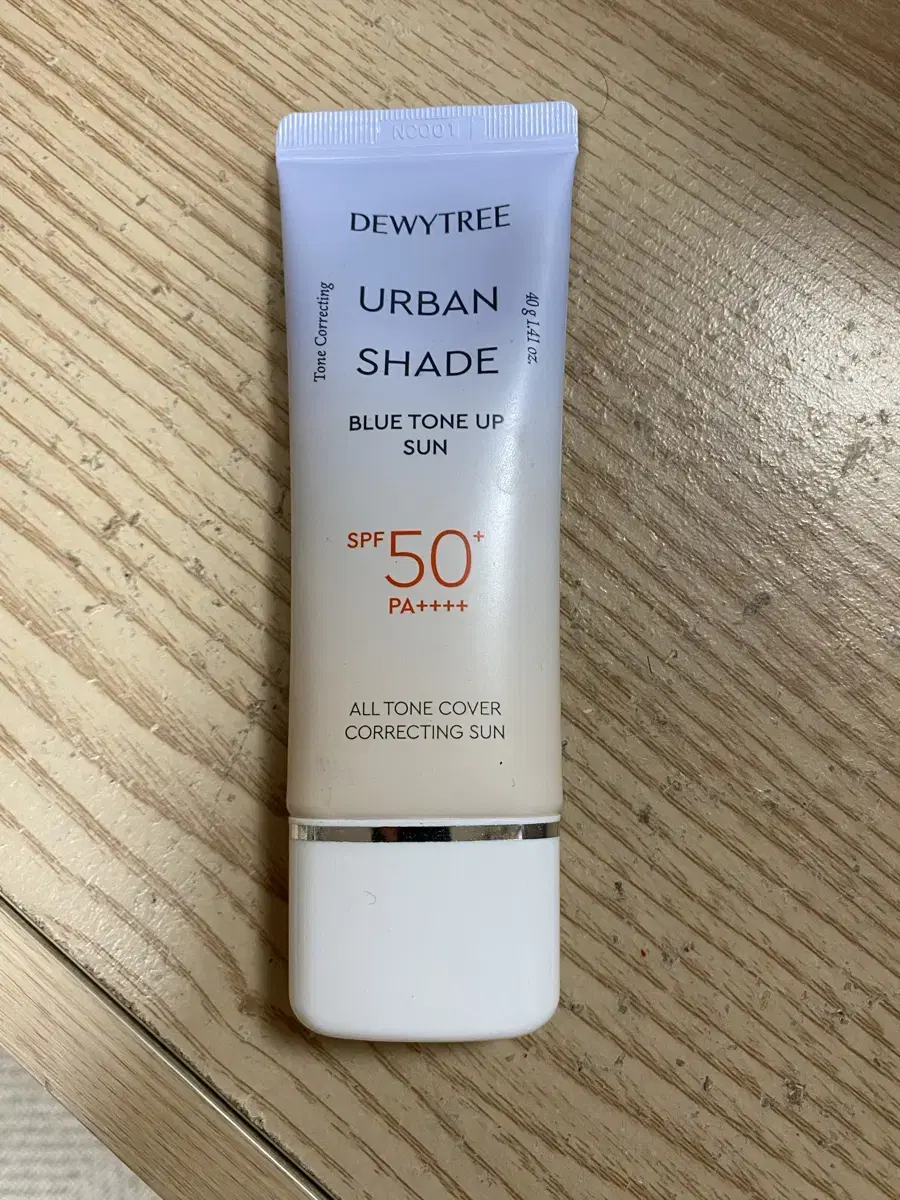 NC001
DEWYTREE
Tone Correcting
URBAN
SHADE
40 g 1.41 oz.
BLUE TONE UP
SUN
SPF 50+
PA++++
ALL TONE COVER
CORRECTING SUN